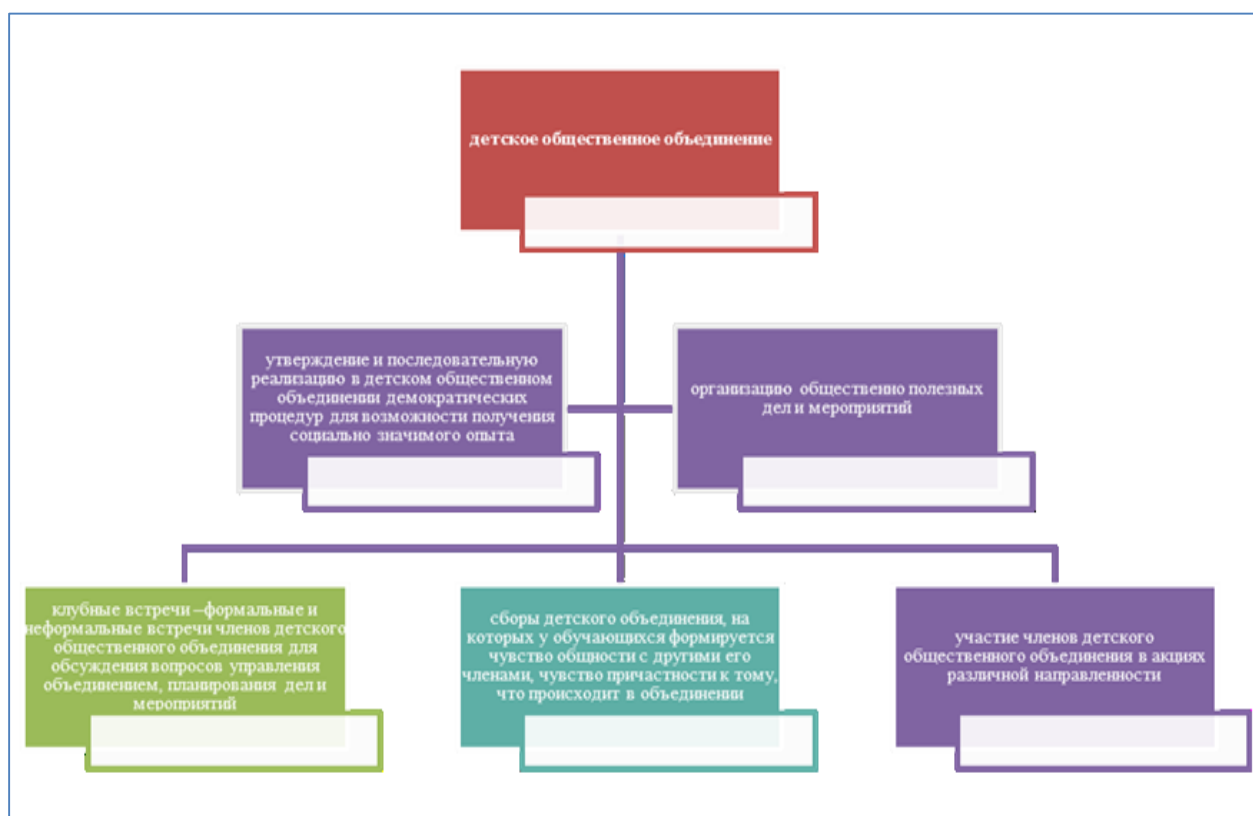 детское общественное объединение
утверждение и последовательную
реализацию в детском общественном
объединении демократических
процедур для возможности получения
социально значимого опыта
организацию общественно полезных
дел и мероприятий
клубные встречи –формальные и
неформальные встречи членов детского
общественного объединения для
обсуждения вопросов управления
объединением, планирования дел и
мероприятий
сборы детского объединения, на
которых у обучающихся формируется
чувство общности с другими его
членами, чувство причастности к тому,
что происходит в объединении
участие членов детского
общественного объединения в акциях
различной направленности